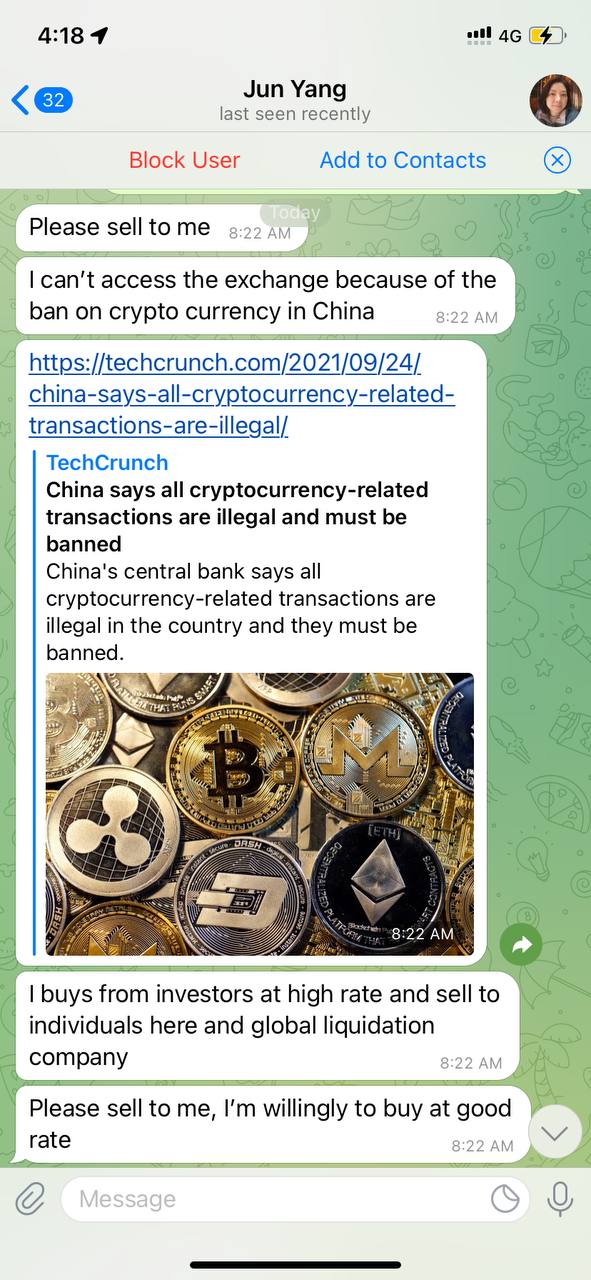 4:18
4G
32
Jun Yang
last seen recently
Block User
Add to Contacts
Today
Please sell to me
8:22 AM
I can’t access the exchange because of the
ban on crypto currency in China
8:22 AM
https://techcrunch.com/2021/09/24/
china-says-all-cryptocurrency-related-
transactions-are-illegal/
TechCrunch
China says all cryptocurrency-related
transactions are illegal and must be
banned
China's central bank says all
cryptocurrency-related transactions are
illegal in the country and they must be
banned.
DASH
[ETH]
8:22 AM
I buys from investors at high rate and sell to
individuals here and global liquidation
company
8:22 AM
Please sell to me, I’m willingly to buy at good
rate
8:22 AM
Message